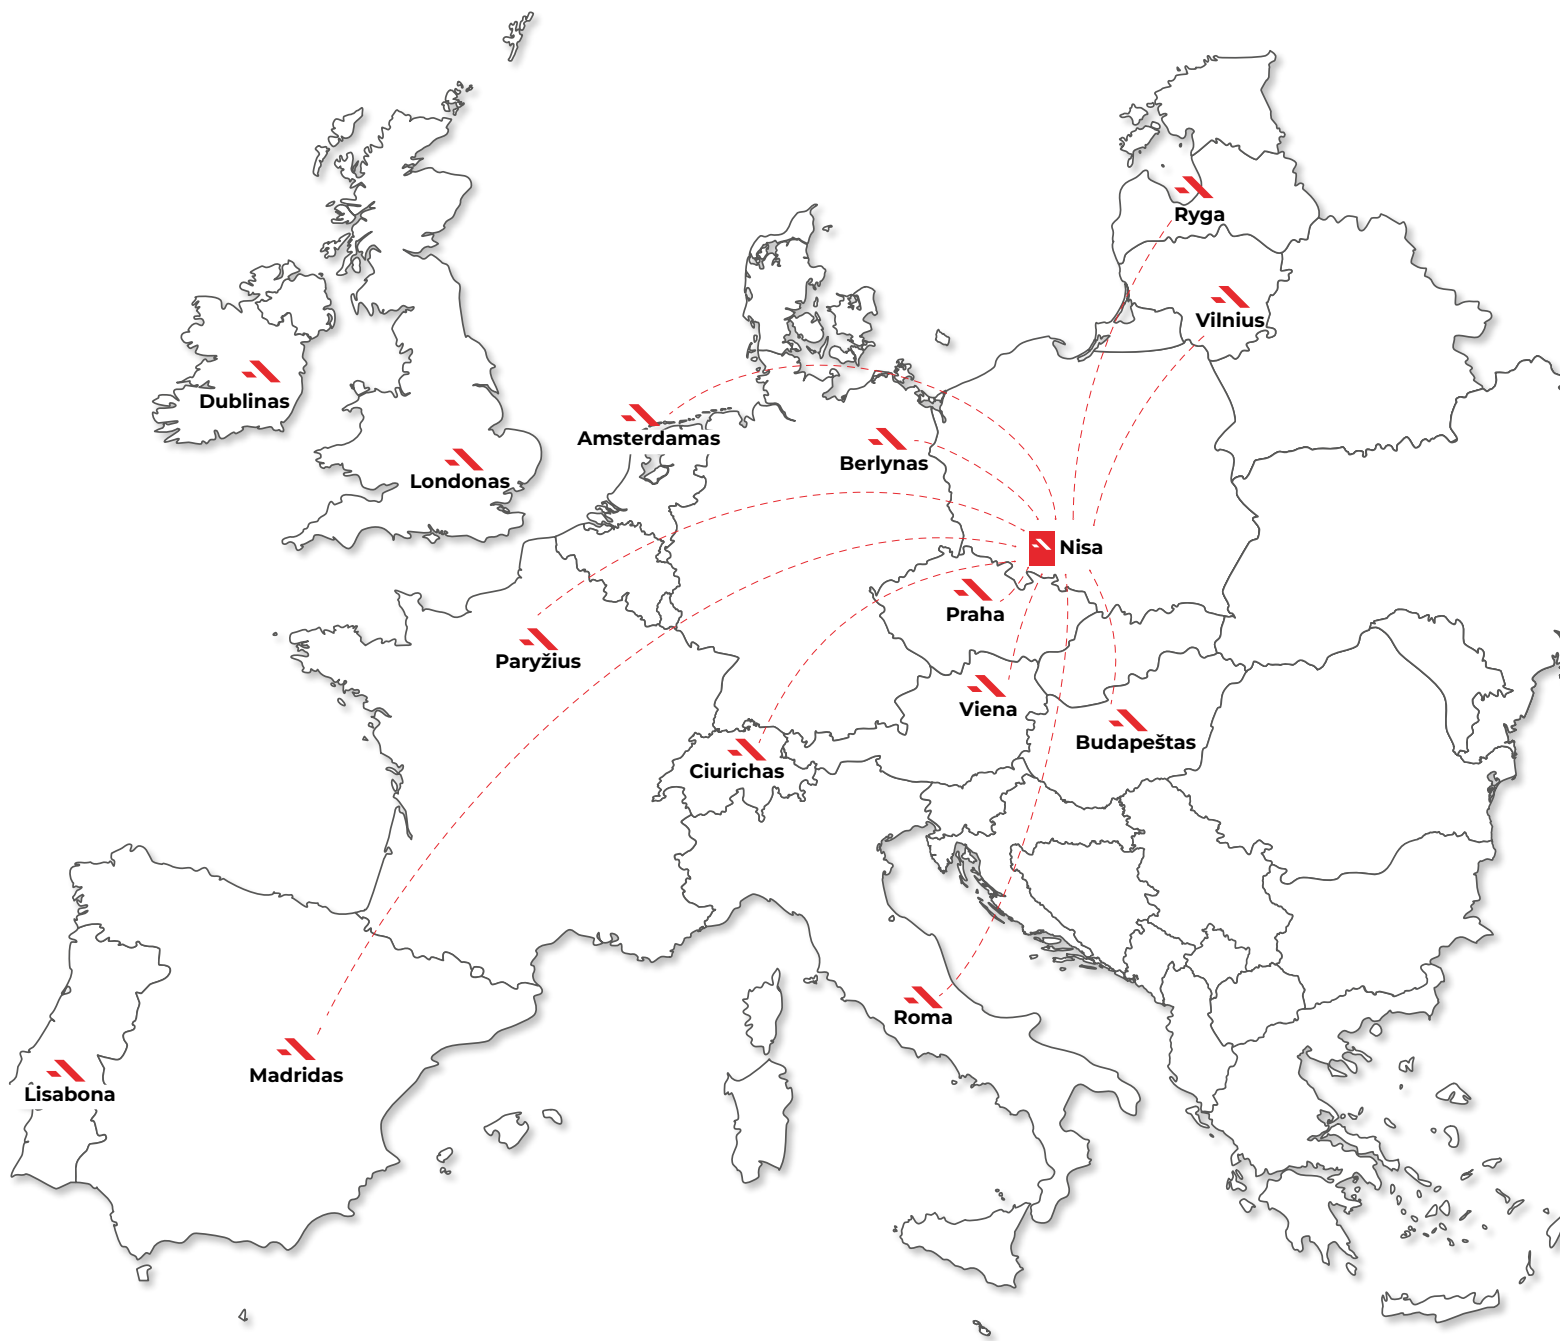 Ryga
Vilnius
Dublinas
Amsterdamas
Berlynas
Londonas
Nisa
Praha
Paryžius
Viena
Budapeštas
Ciurichas
Roma
Madridas
Lisabona